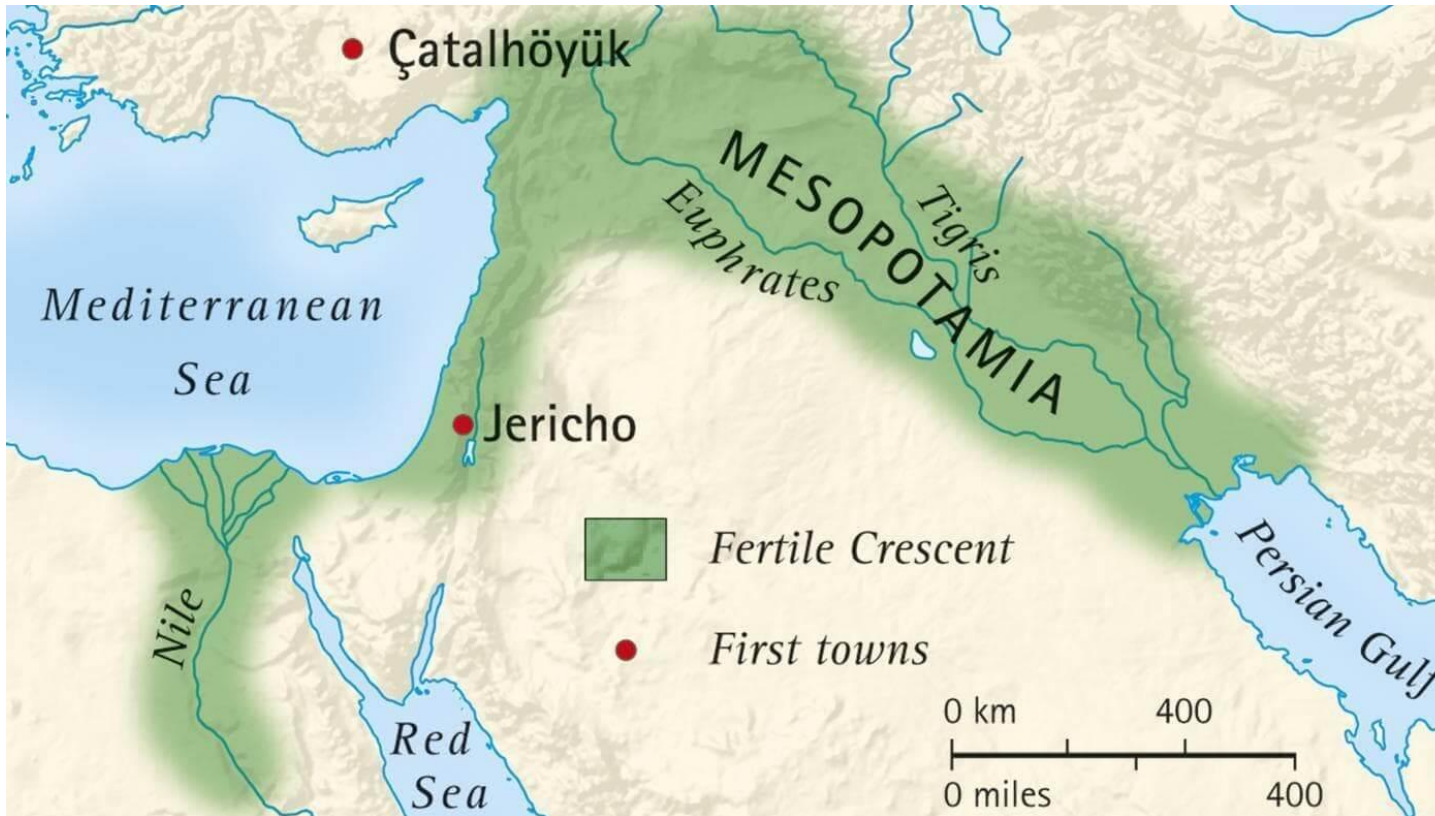 Çatalhöyük
MESOPOTAMIA
Tigris
Euphrates
Mediterranean
Sea
Jericho
Nile
Fertile Crescent
First towns
Persian Gulf
Red
Sea
0 km 400
0 miles 400